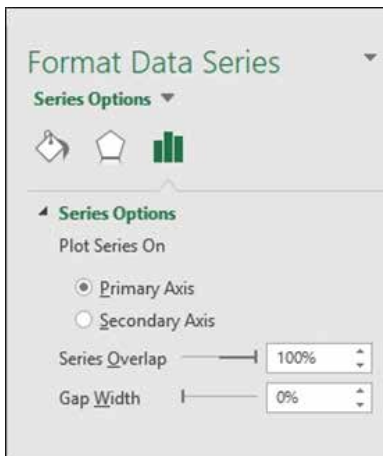 Format Data Series
Series Options
Series Options
Plot Series On
Primary Axis
Secondary Axis
Series Overlap 100%
Gap Width 0%